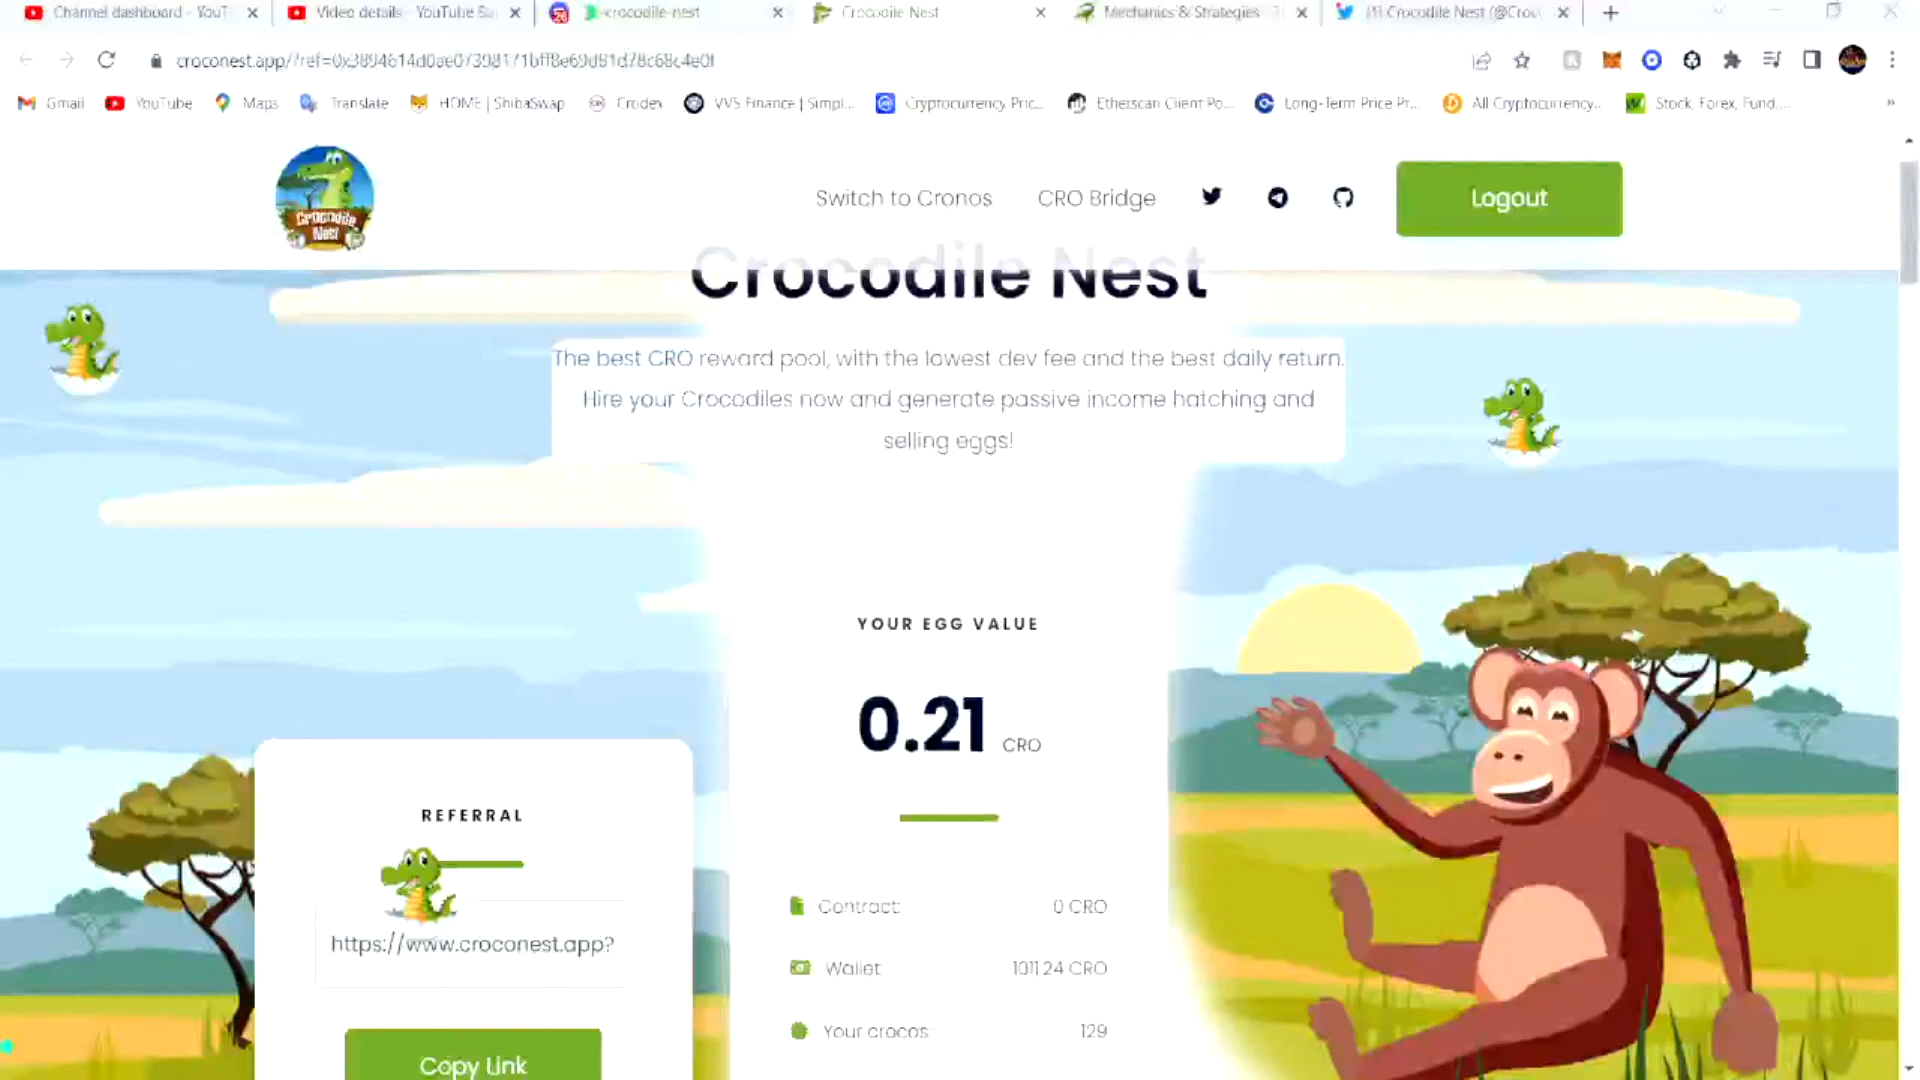 Channel dashboard - YouT
Video details - YouTube
crocodile-nest
Crocodile Nest
Mechanics & Strategies
(1) Crocodile Nest (@Croc
Gmail
YouTube
Maps
Translate
HOME | ShibaSwap
Crodex
VVS Finance | Simpl...
Cryptocurrency Pric...
Etherscan Client Po...
Long-Term Price Pr...
All Cryptocurrency...
Stock, Forex, Fund,...
Crocodile
Nest
Switch to Cronos
CRO Bridge
Logout
Crocodile Nest
The best CRO reward pool, with the lowest dev fee and the best daily return.
Hire your Crocodiles now and generate passive income hatching and
selling eggs!
YOUR EGG VALUE
0.21 CRO
REFERRAL
https://www.croconest.app?
Copy Link
Contract: 0 CRO
Wallet: 1011.24 CRO
Your crocos: 129